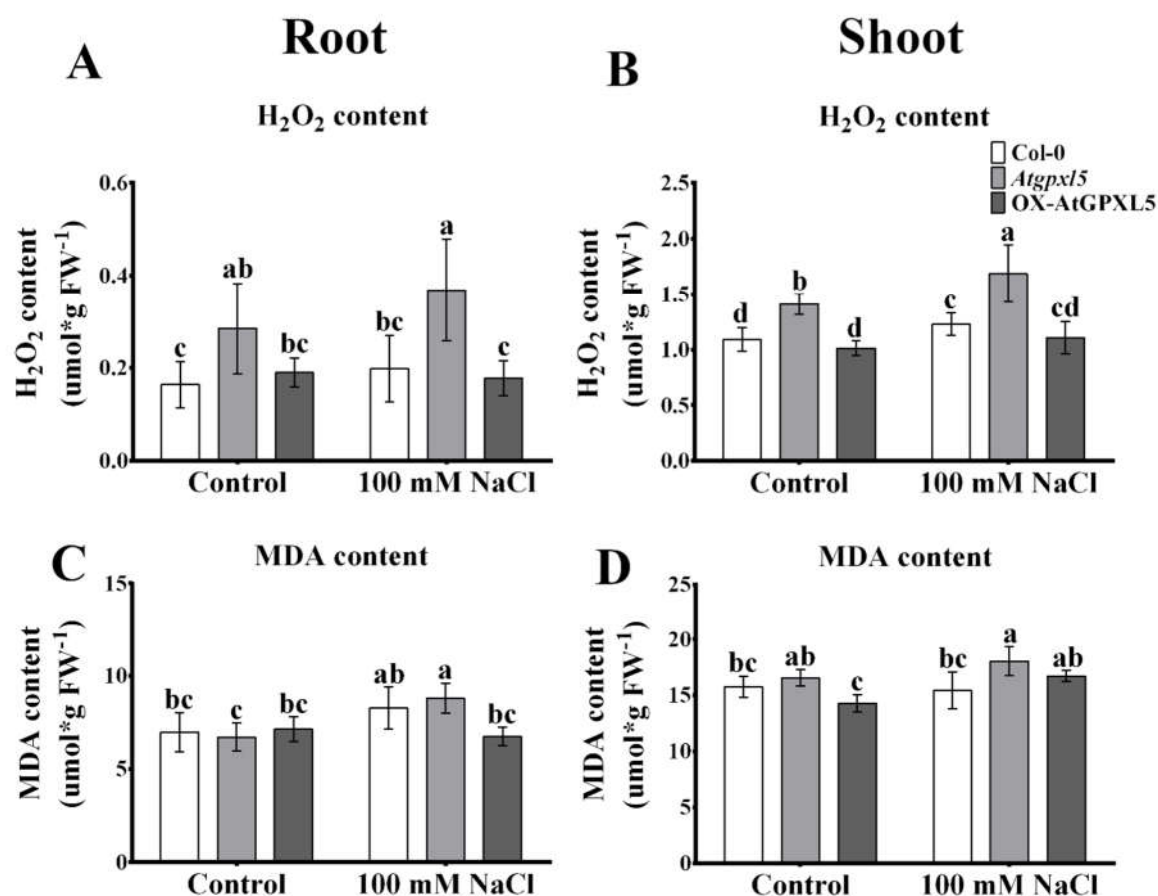 Root
Shoot
A
B
H₂O₂ content
H₂O₂ content
Col-0
Atgpxl5
OX-AtGPXL5
H₂O₂ content
(umol*g FW⁻¹)
0.6
0.4
0.2
0.0
c
ab
bc
bc
a
c
Control
100 mM NaCl
H₂O₂ content
(umol*g FW⁻¹)
2.5
2.0
1.5
1.0
0.5
0.0
d
b
d
c
a
cd
Control
100 mM NaCl
C
D
MDA content
MDA content
MDA content
(umol*g FW⁻¹)
15
10
5
0
bc
c
bc
ab
a
bc
Control
100 mM NaCl
MDA content
(umol*g FW⁻¹)
25
20
15
10
5
0
bc
ab
c
bc
a
ab
Control
100 mM NaCl